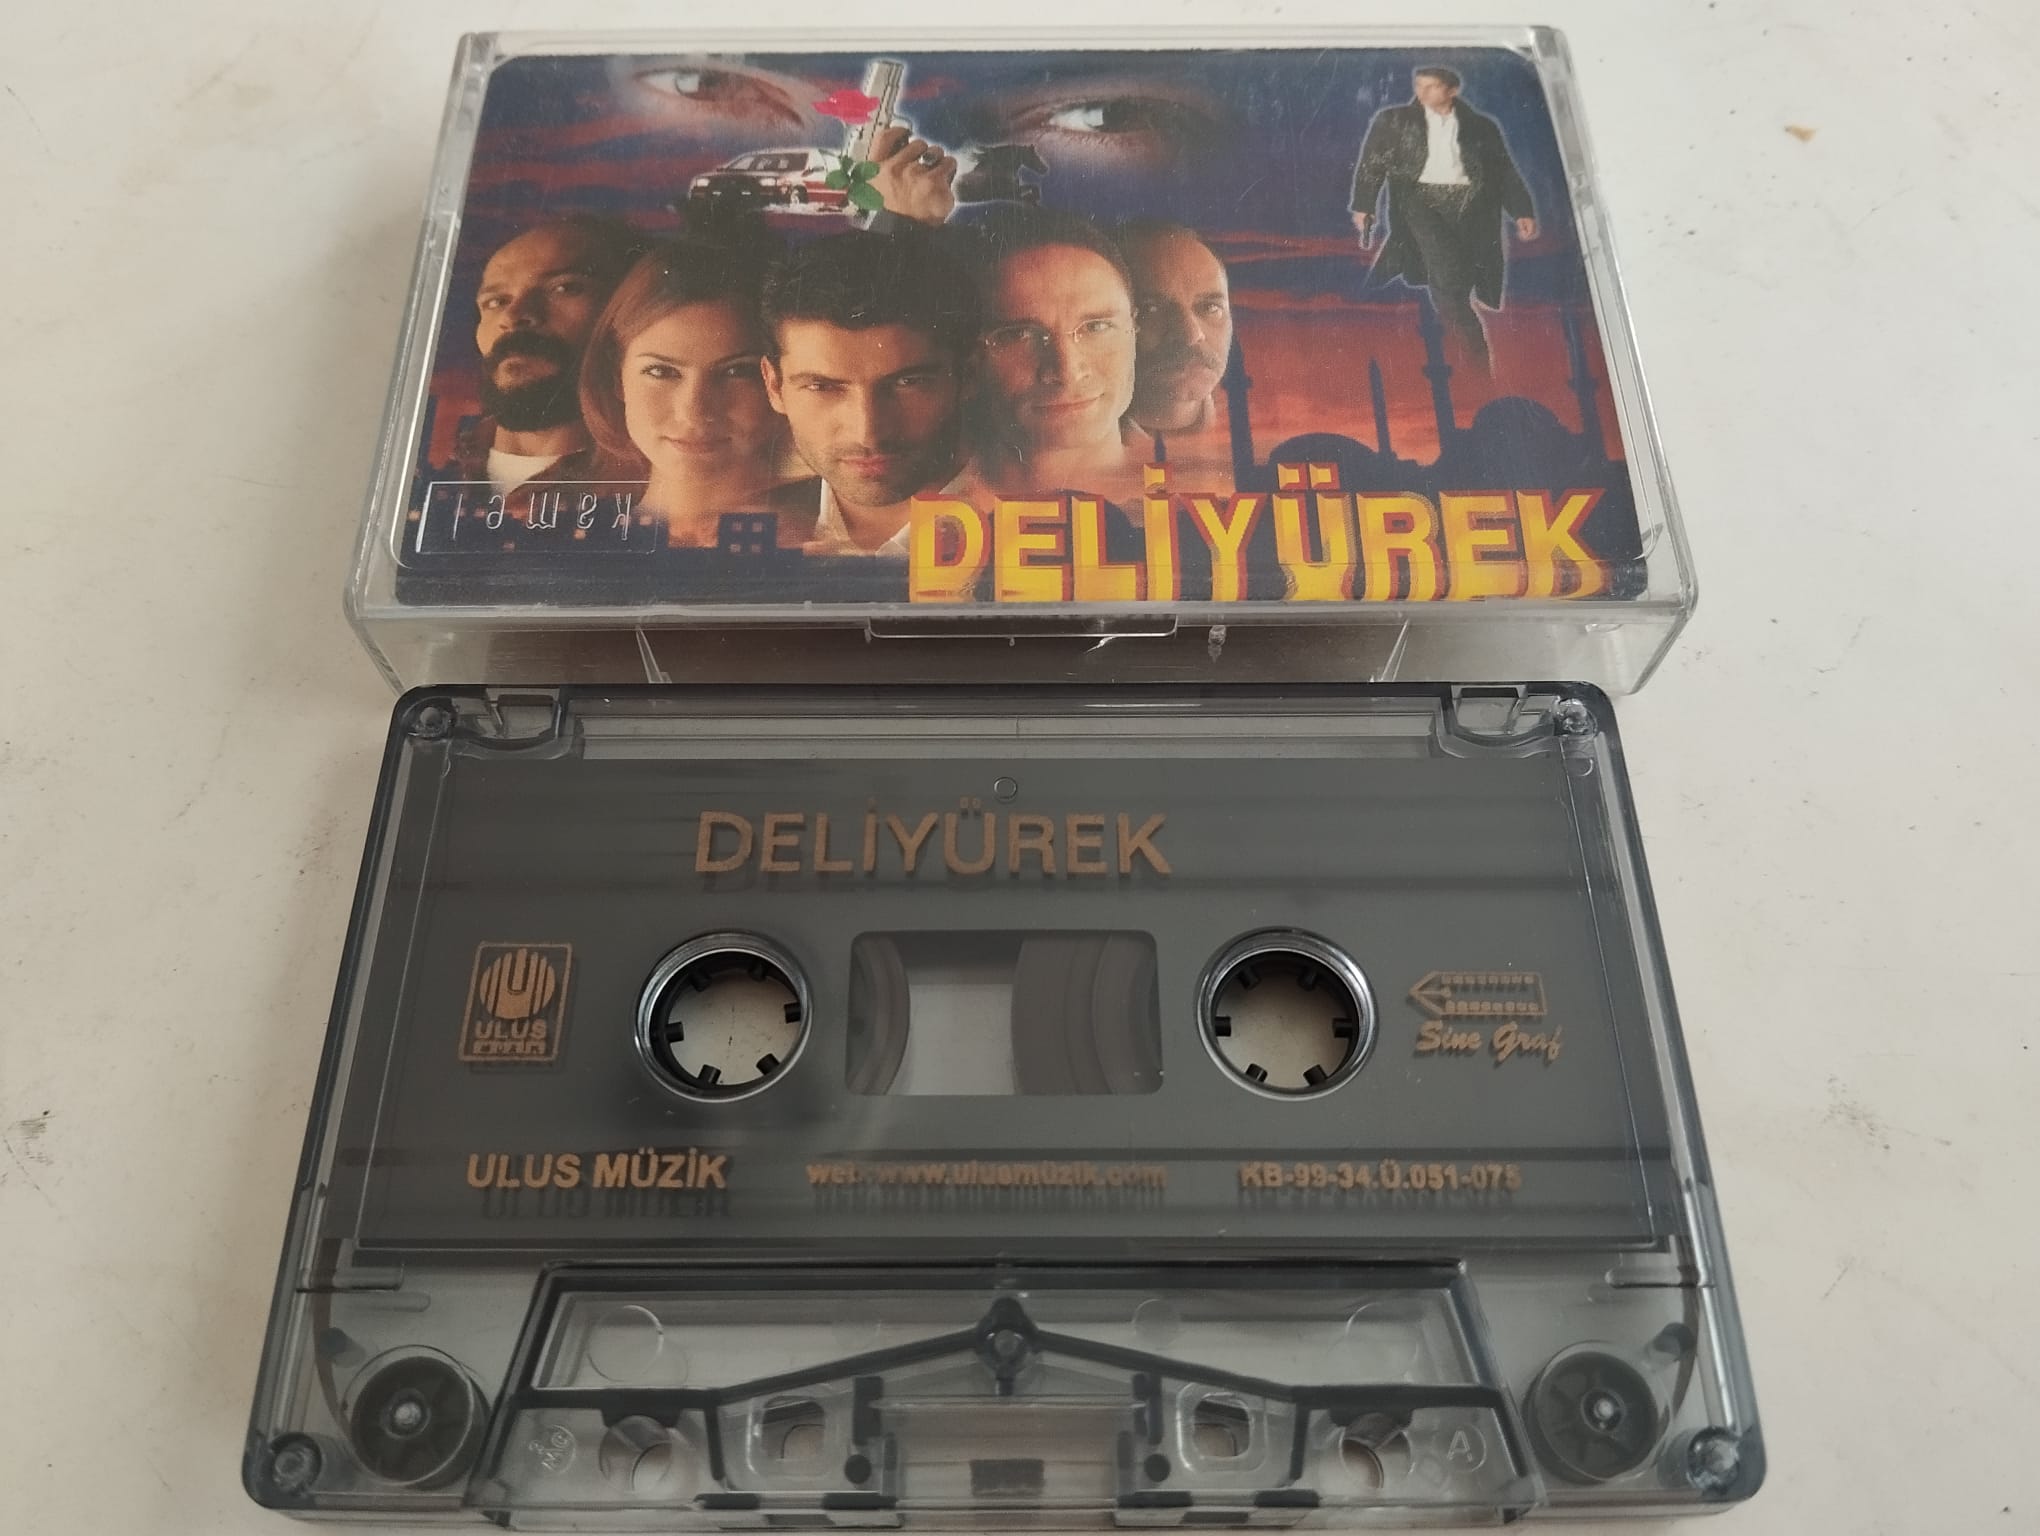 kamel
DELİYÜREK
DELİYÜREK
ULUS
MÜZİK
Sine Graf
ULUS MÜZİK
web:www.ulusmüzik.com
KB-99-34.Ü.051-075
A